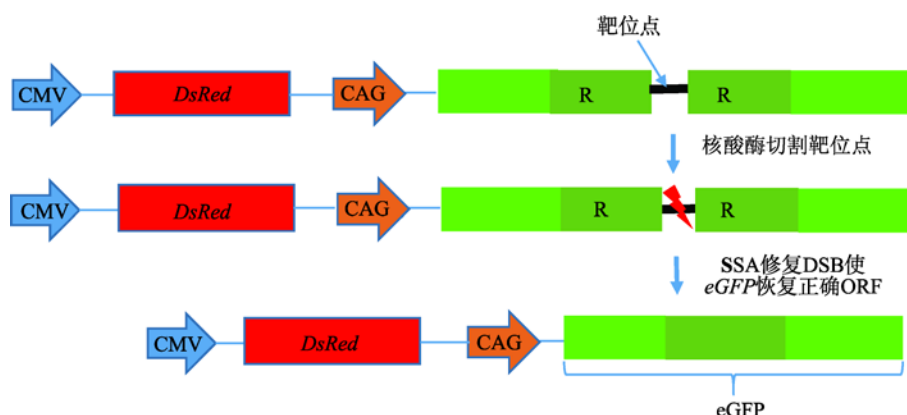 靶位点
CMV DsRed CAG R R
核酸酶切割靶位点
CMV DsRed CAG R R
SSA修复DSB使
eGFP恢复正确ORF
CMV DsRed CAG
eGFP